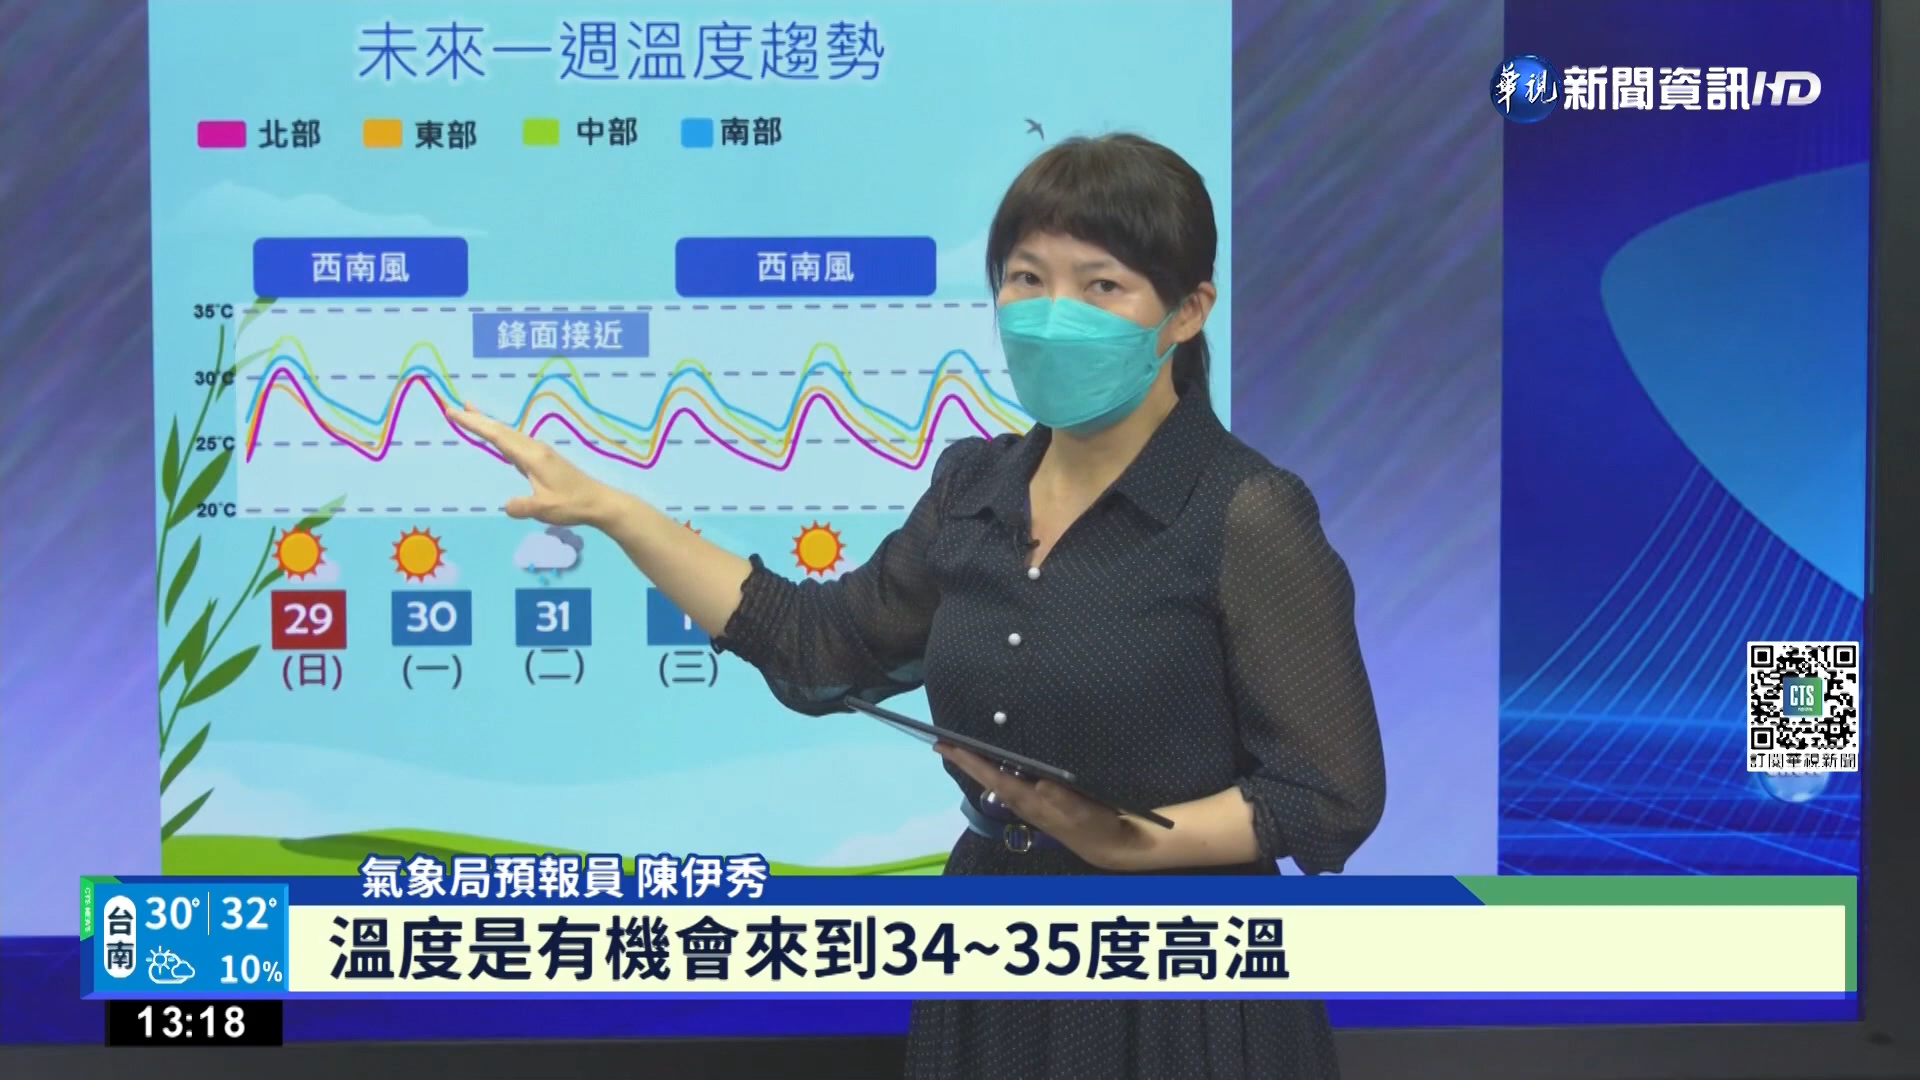 未來一週溫度趨勢
華視新聞資訊HD
北部 東部 中部 南部
西南風 西南風
35°C
鋒面接近
30°C
25°C
20°C
29 30 31
(日) (一) (二) (三)
CTS
news
訂閱華視新聞
氣象局預報員 陳伊秀
溫度是有機會來到34~35度高溫
CTS NEWS
台南
30° 32°
10%
13:18